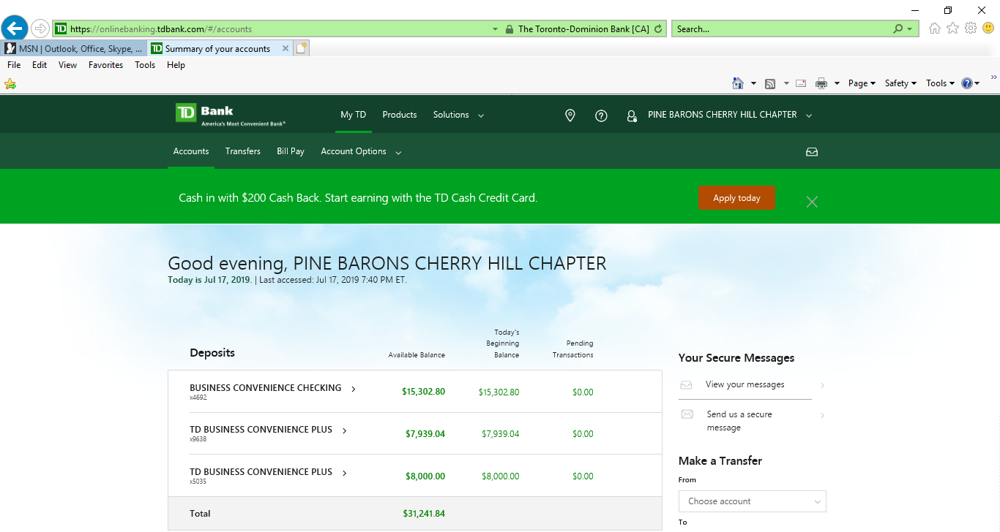 https://onlinebanking.tdbank.com/#/accounts
The Toronto-Dominion Bank [CA]
Search...
MSN | Outlook, Office, Skype, ...
TD Summary of your accounts
File Edit View Favorites Tools Help
Page Safety Tools
TD Bank
America's Most Convenient Bank®
My TD Products Solutions
PINE BARONS CHERRY HILL CHAPTER
Accounts Transfers Bill Pay Account Options
Cash in with $200 Cash Back. Start earning with the TD Cash Credit Card.
Apply today
Good evening, PINE BARONS CHERRY HILL CHAPTER
Today is Jul 17, 2019. | Last accessed: Jul 17, 2019 7:40 PM ET.
Deposits
Available Balance
Today's
Beginning
Balance
Pending
Transactions
BUSINESS CONVENIENCE CHECKING $15,302.80 $15,302.80 $0.00
x4692
TD BUSINESS CONVENIENCE PLUS $7,939.04 $7,939.04 $0.00
x9638
TD BUSINESS CONVENIENCE PLUS $8,000.00 $8,000.00 $0.00
x5035
Total $31,241.84
Your Secure Messages
View your messages
Send us a secure
message
Make a Transfer
From
Choose account
To